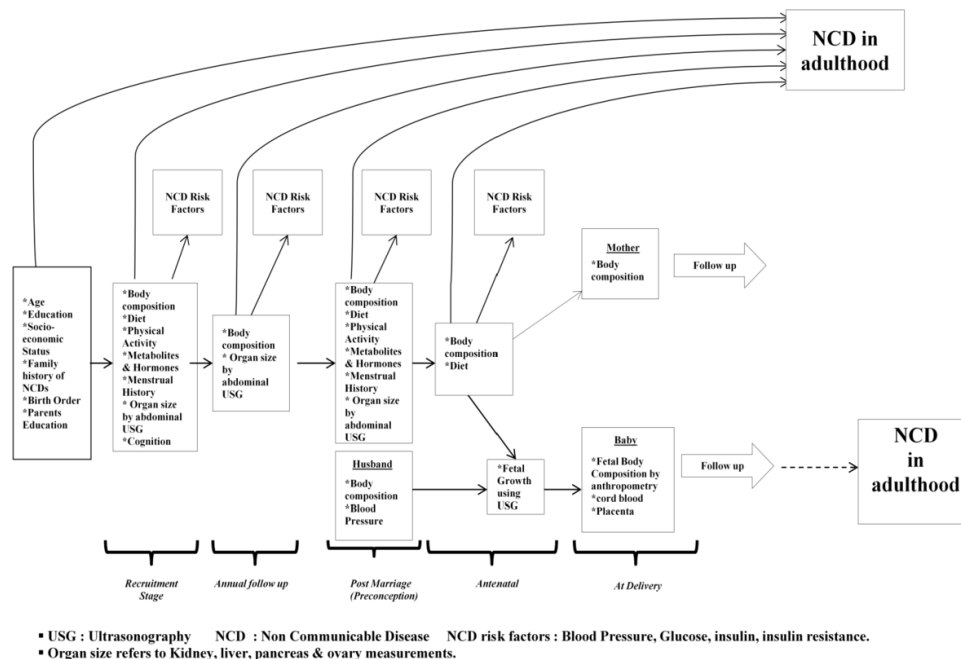 NCD in
adulthood
NCD Risk
Factors
NCD Risk
Factors
NCD Risk
Factors
NCD Risk
Factors
*Age
*Education
*Socio-
economic
Status
*Family
history of
NCDs
*Birth Order
*Parents
Education
*Body
composition
*Diet
*Physical
Activity
*Metabolites
& Hormones
*Menstrual
History
* Organ size
by abdominal
USG
*Cognition
*Body
composition
* Organ size
by
abdominal
USG
*Body
composition
*Diet
*Physical
Activity
*Metabolites
& Hormones
*Menstrual
History
* Organ size
by
abdominal
USG
Husband
*Body
composition
*Blood
Pressure
*Body
composition
*Diet
*Fetal
Growth
using
USG
Mother
*Body
composition
Follow up
Baby
*Fetal Body
Composition by
anthropometry
*cord blood
*Placenta
Follow up
NCD
in
adulthood
Recruitment
Stage
Annual follow up
Post Marriage
(Preconception)
Antenatal
At Delivery
▪ USG : Ultrasonography NCD : Non Communicable Disease NCD risk factors : Blood Pressure, Glucose, insulin, insulin resistance.
▪ Organ size refers to Kidney, liver, pancreas & ovary measurements.